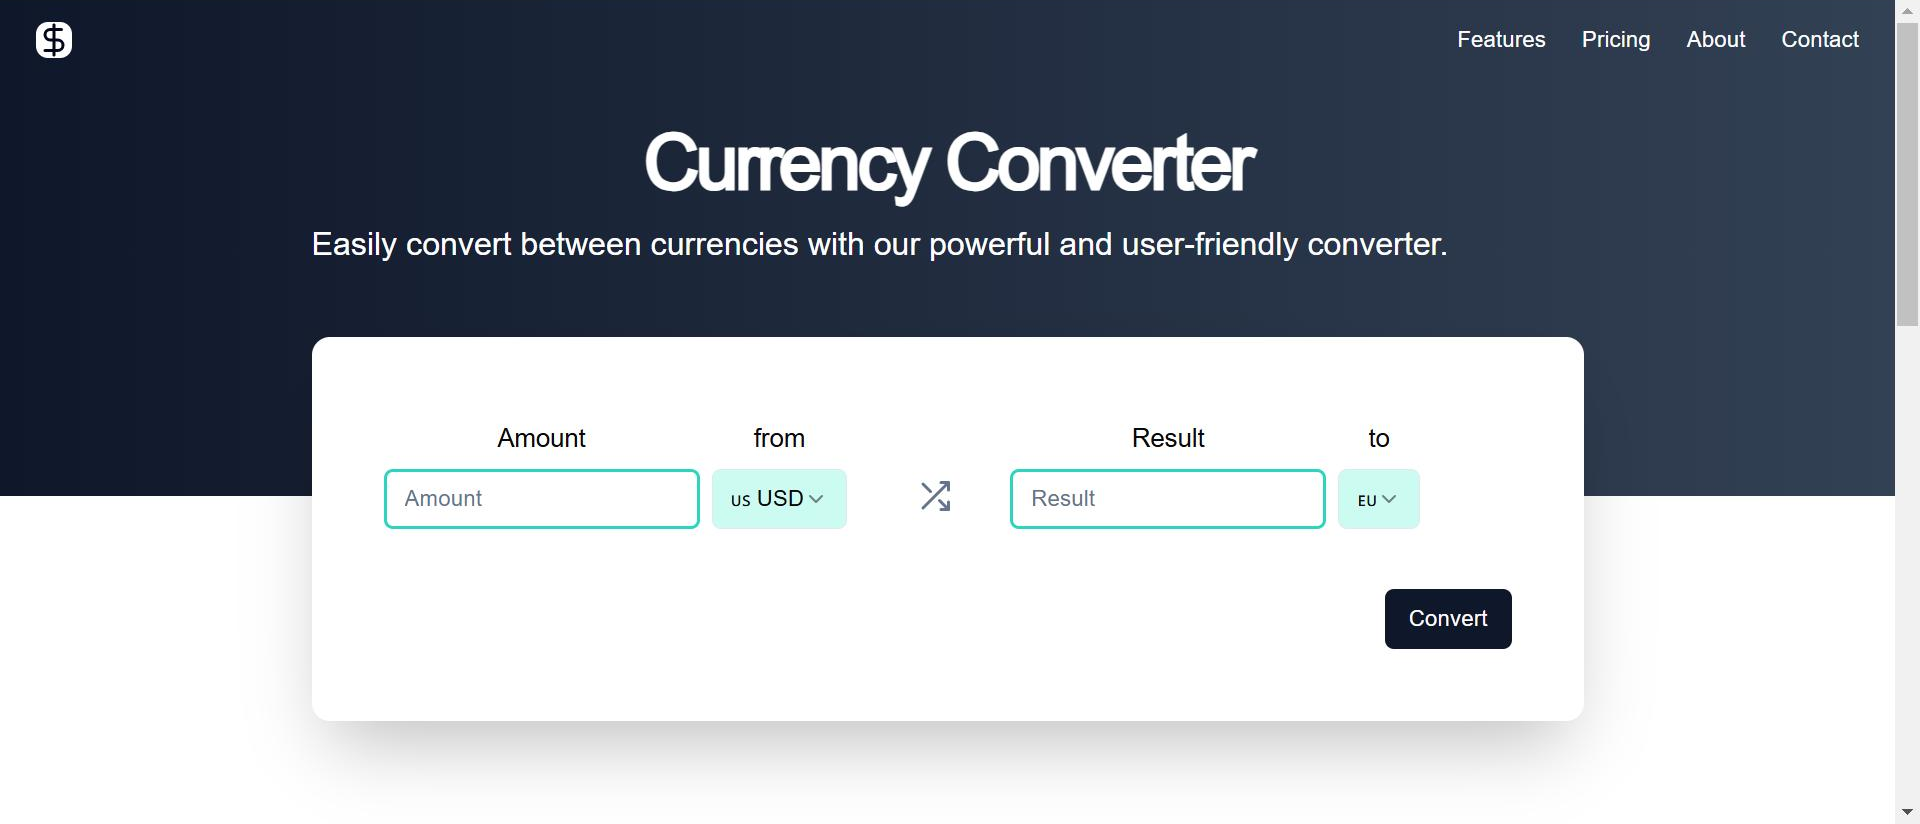 $
Features Pricing About Contact
Currency Converter
Easily convert between currencies with our powerful and user-friendly converter.
Amount from Result to
Amount US USD Result EU
Convert